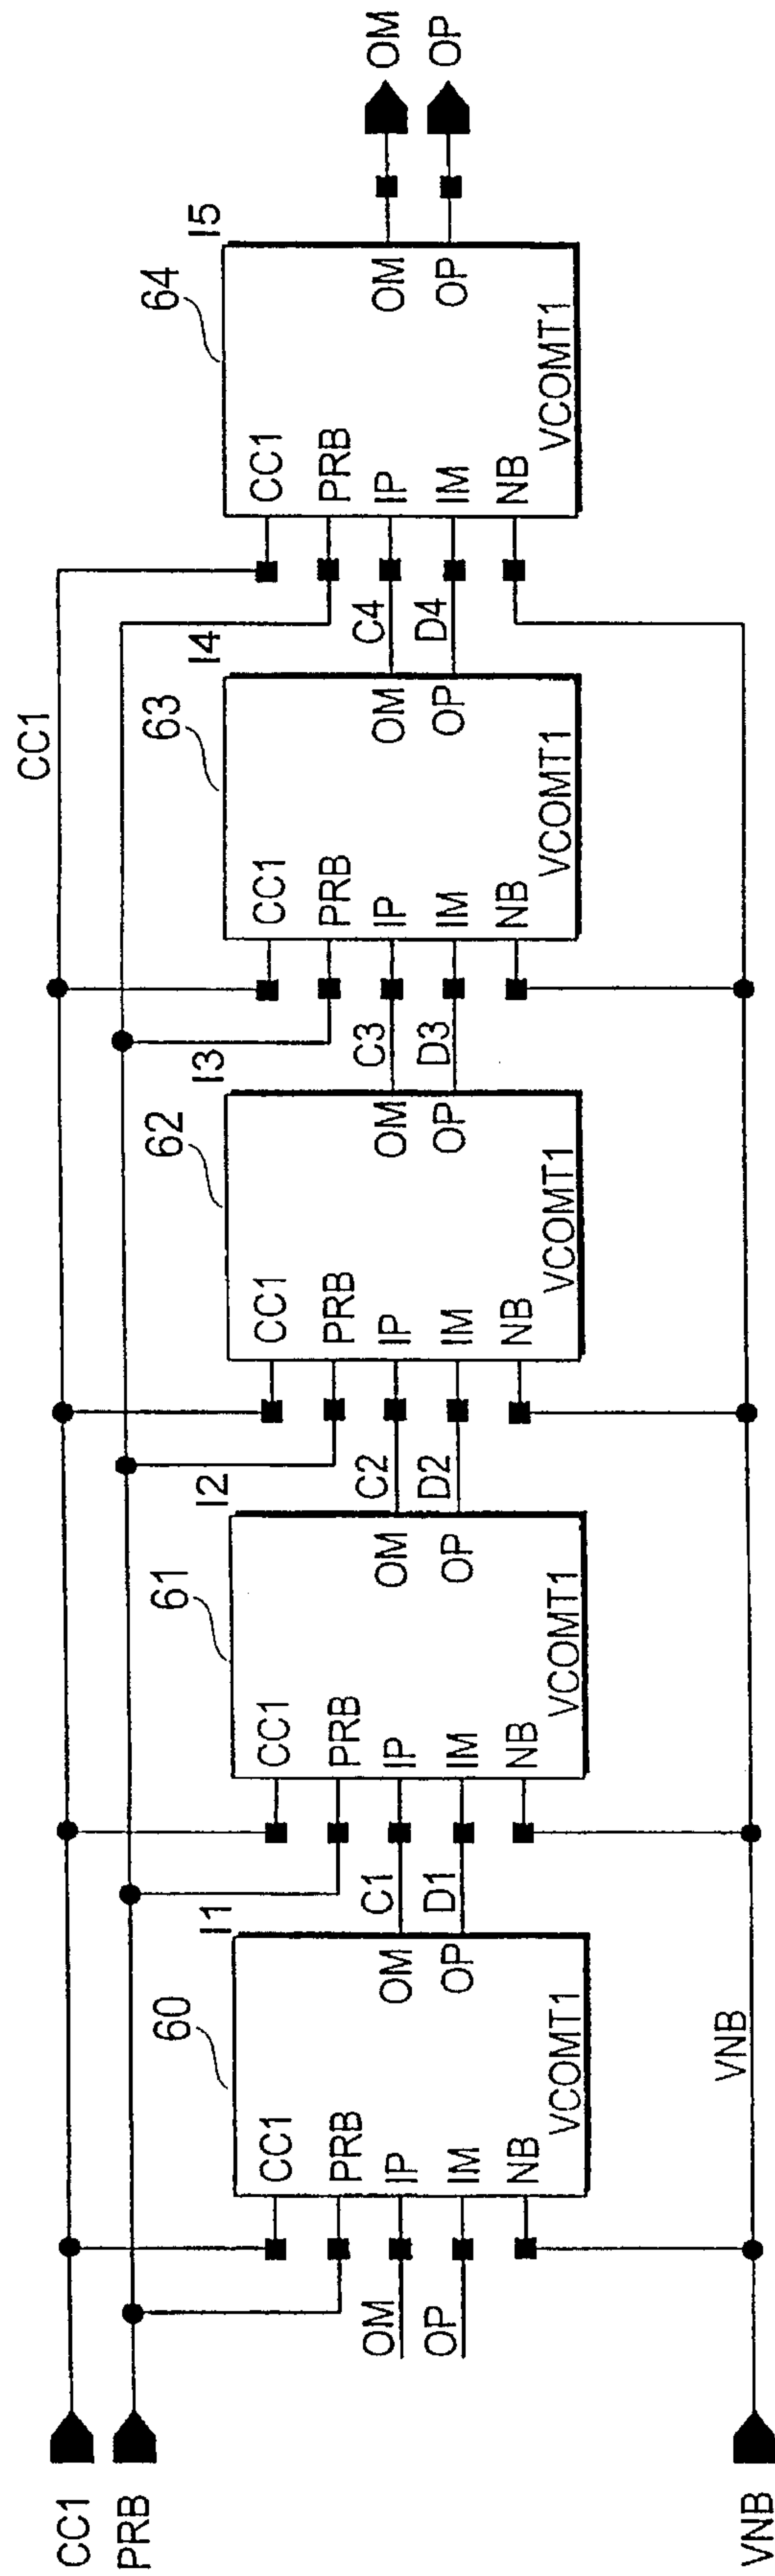 CC1
PRB
VNB
CC1
VNB
OM
OP
60
I1
CC1
PRB
IP
IM
NB
OM
OP
VCOMT1
C1
D1
61
I2
CC1
PRB
IP
IM
NB
OM
OP
VCOMT1
C2
D2
62
I3
CC1
PRB
IP
IM
NB
OM
OP
VCOMT1
C3
D3
63
I4
CC1
PRB
IP
IM
NB
OM
OP
VCOMT1
C4
D4
64
I5
CC1
PRB
IP
IM
NB
OM
OP
VCOMT1
OM
OP